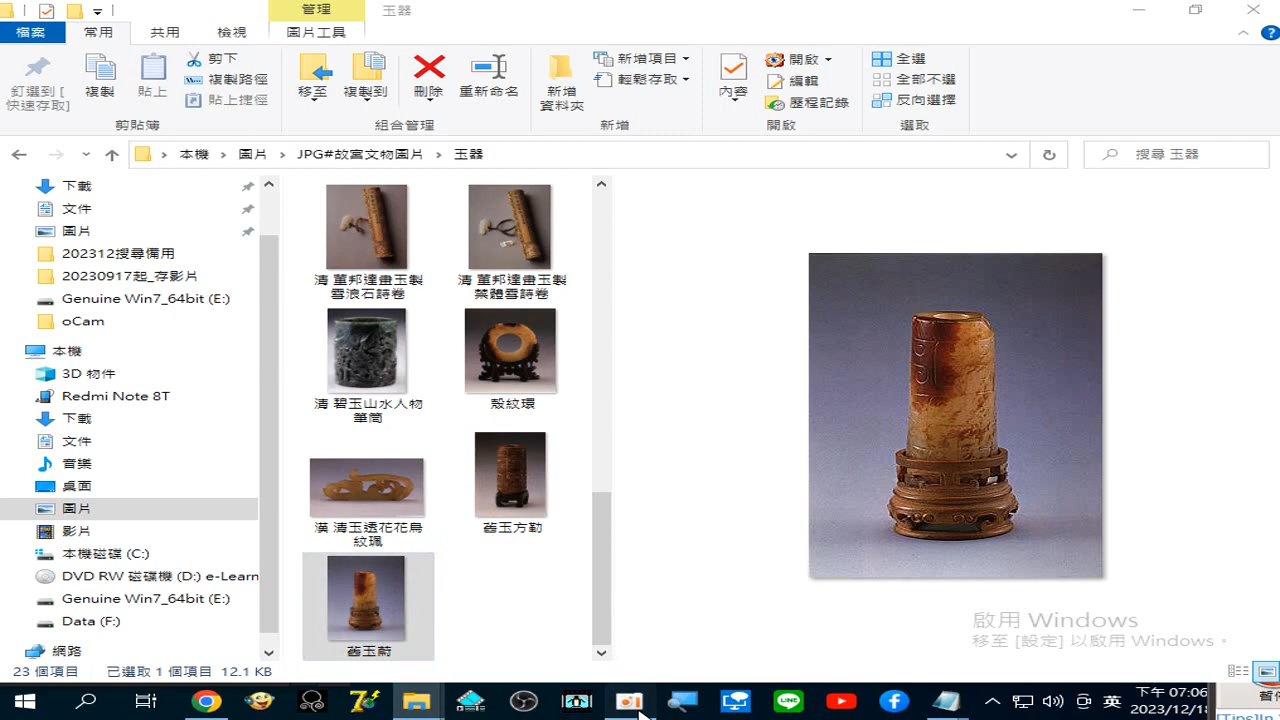 管理
玉器
檔案
常用
共用
檢視
圖片工具
釘選到 [
快速存取]
複製
貼上
剪下
複製路徑
貼上捷徑
剪貼簿
移至
複製到
刪除
重新命名
組合管理
新增
資料夾
新增項目
輕鬆存取
新增
內容
開啟
編輯
歷程記錄
開啟
全選
全部不選
反向選擇
選取
本機 › 圖片 › JPG#故宮文物圖片 › 玉器
搜尋 玉器
下載
文件
圖片
202312搜尋備用
20230917起_存影片
Genuine Win7_64bit (E:)
oCam
本機
3D 物件
Redmi Note 8T
下載
文件
音樂
桌面
圖片
影片
本機磁碟 (C:)
DVD RW 磁碟機 (D:) e-Learn
Genuine Win7_64bit (E:)
Data (F:)
網路
清 董邦達畫玉製
雪浪石詩卷
清 董邦達畫玉製
禁體雪詩卷
清 碧玉山水人物
筆筒
穀紋環
漢 清玉透花花鳥
紋珮
舊玉方勒
舊玉蔚
啟用 Windows
移至 [設定] 以啟用 Windows。
23 個項目
已選取 1 個項目 12.1 KB
英
下午 07:06
2023/12/18